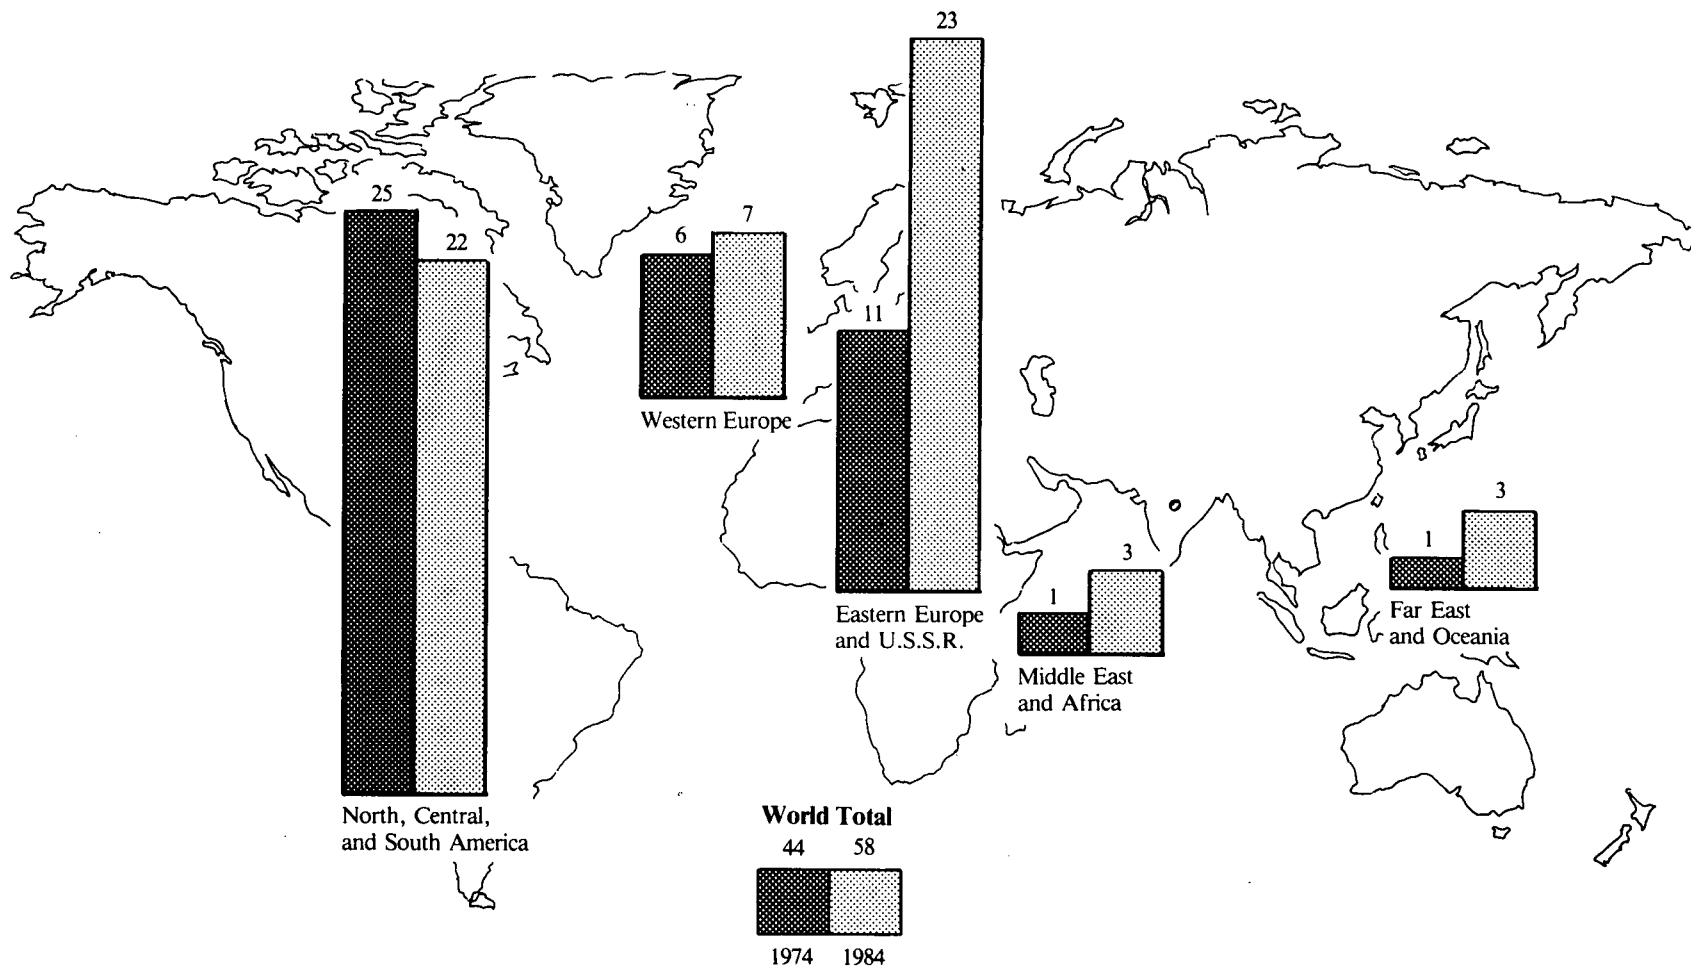 23
25
22
6 7
11
Western Europe
3
1
3
1
Eastern Europe
and U.S.S.R.
Far East
and Oceania
Middle East
and Africa
North, Central,
and South America
World Total
44 58
1974 1984